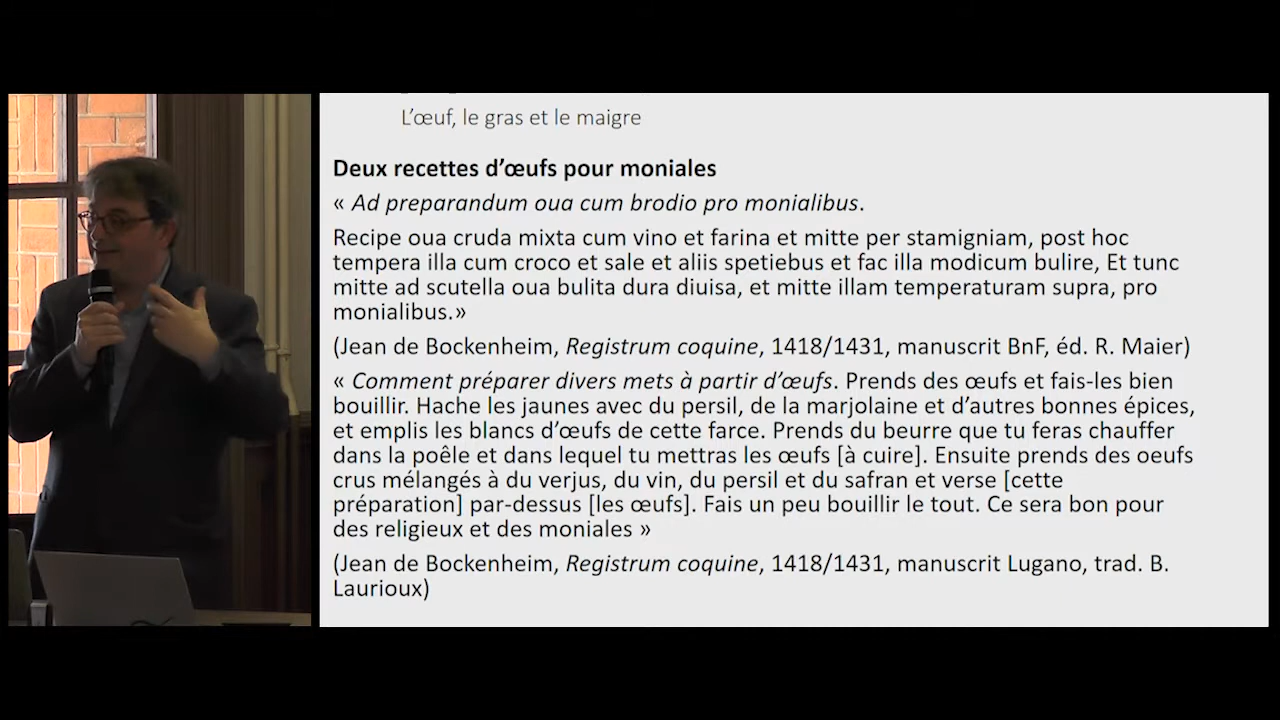 L’œuf, le gras et le maigre
Deux recettes d’œufs pour moniales
« Ad preparandum oua cum brodio pro monialibus.
Recipe oua cruda mixta cum vino et farina et mitte per stamigniam, post hoc
tempera illa cum croco et sale et aliis spetiebus et fac illa modicum bulire, Et tunc
mitte ad scutella oua bulita dura diuisa, et mitte illam temperaturam supra, pro
monialibus.»
(Jean de Bockenheim, Registrum coquine, 1418/1431, manuscrit BnF, éd. R. Maier)
« Comment préparer divers mets à partir d’œufs. Prends des œufs et fais-les bien
bouillir. Hache les jaunes avec du persil, de la marjolaine et d’autres bonnes épices,
et emplis les blancs d’œufs de cette farce. Prends du beurre que tu feras chauffer
dans la poêle et dans lequel tu mettras les œufs [à cuire]. Ensuite prends des oeufs
crus mélangés à du verjus, du vin, du persil et du safran et verse [cette
préparation] par-dessus [les œufs]. Fais un peu bouillir le tout. Ce sera bon pour
des religieux et des moniales »
(Jean de Bockenheim, Registrum coquine, 1418/1431, manuscrit Lugano, trad. B.
Laurioux)